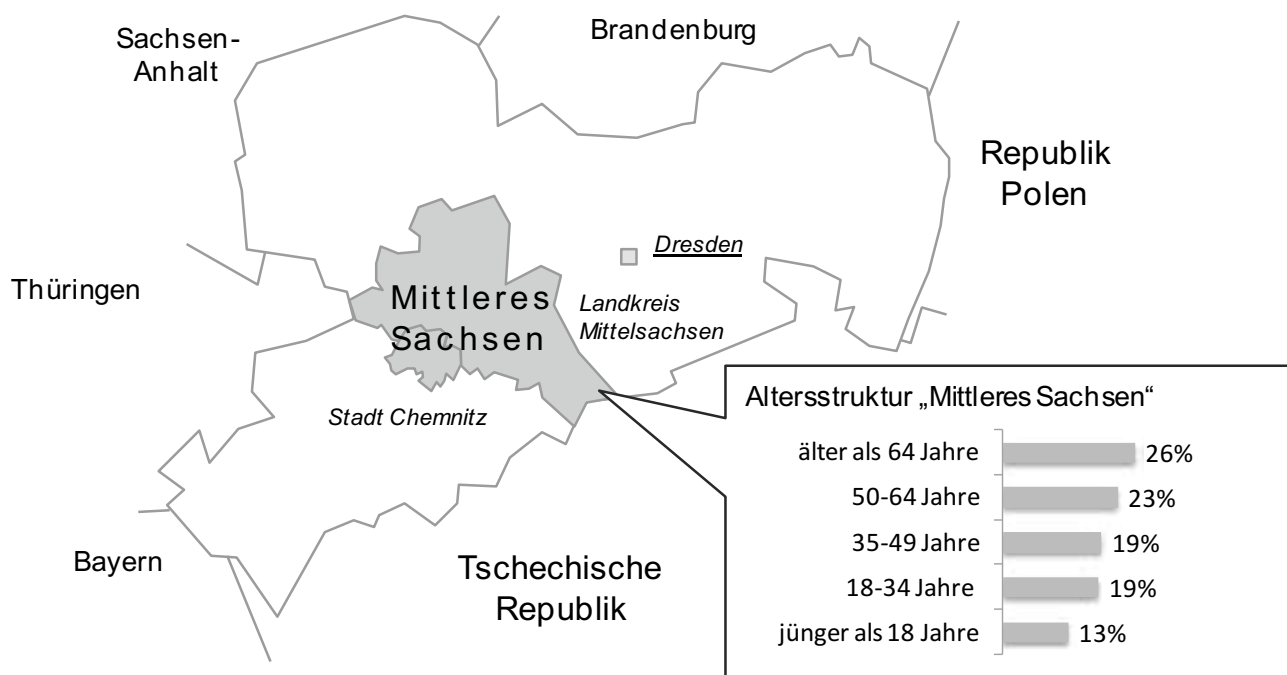 Sachsen-
Anhalt
Brandenburg
Republik
Polen
Dresden
Thüringen
Mittleres
Sachsen
Landkreis
Mittelsachsen
Stadt Chemnitz
Bayern
Tschechische
Republik
Altersstruktur „Mittleres Sachsen“
älter als 64 Jahre 26%
50-64 Jahre 23%
35-49 Jahre 19%
18-34 Jahre 19%
jünger als 18 Jahre 13%